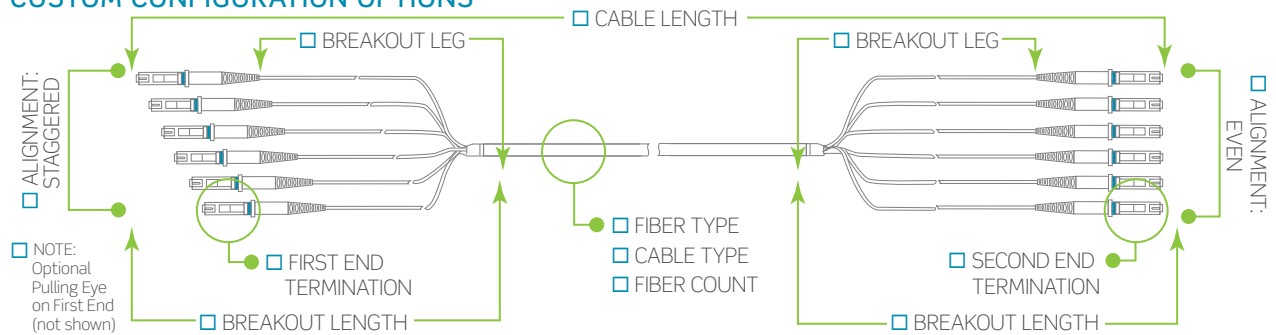 CUSTOM CONFIGURATION OPTIONS
CABLE LENGTH
BREAKOUT LEG
BREAKOUT LEG
ALIGNMENT:
STAGGERED
ALIGNMENT:
EVEN
FIBER TYPE
CABLE TYPE
FIBER COUNT
NOTE:
Optional
Pulling Eye
on First End
(not shown)
FIRST END
TERMINATION
SECOND END
TERMINATION
BREAKOUT LENGTH
BREAKOUT LENGTH